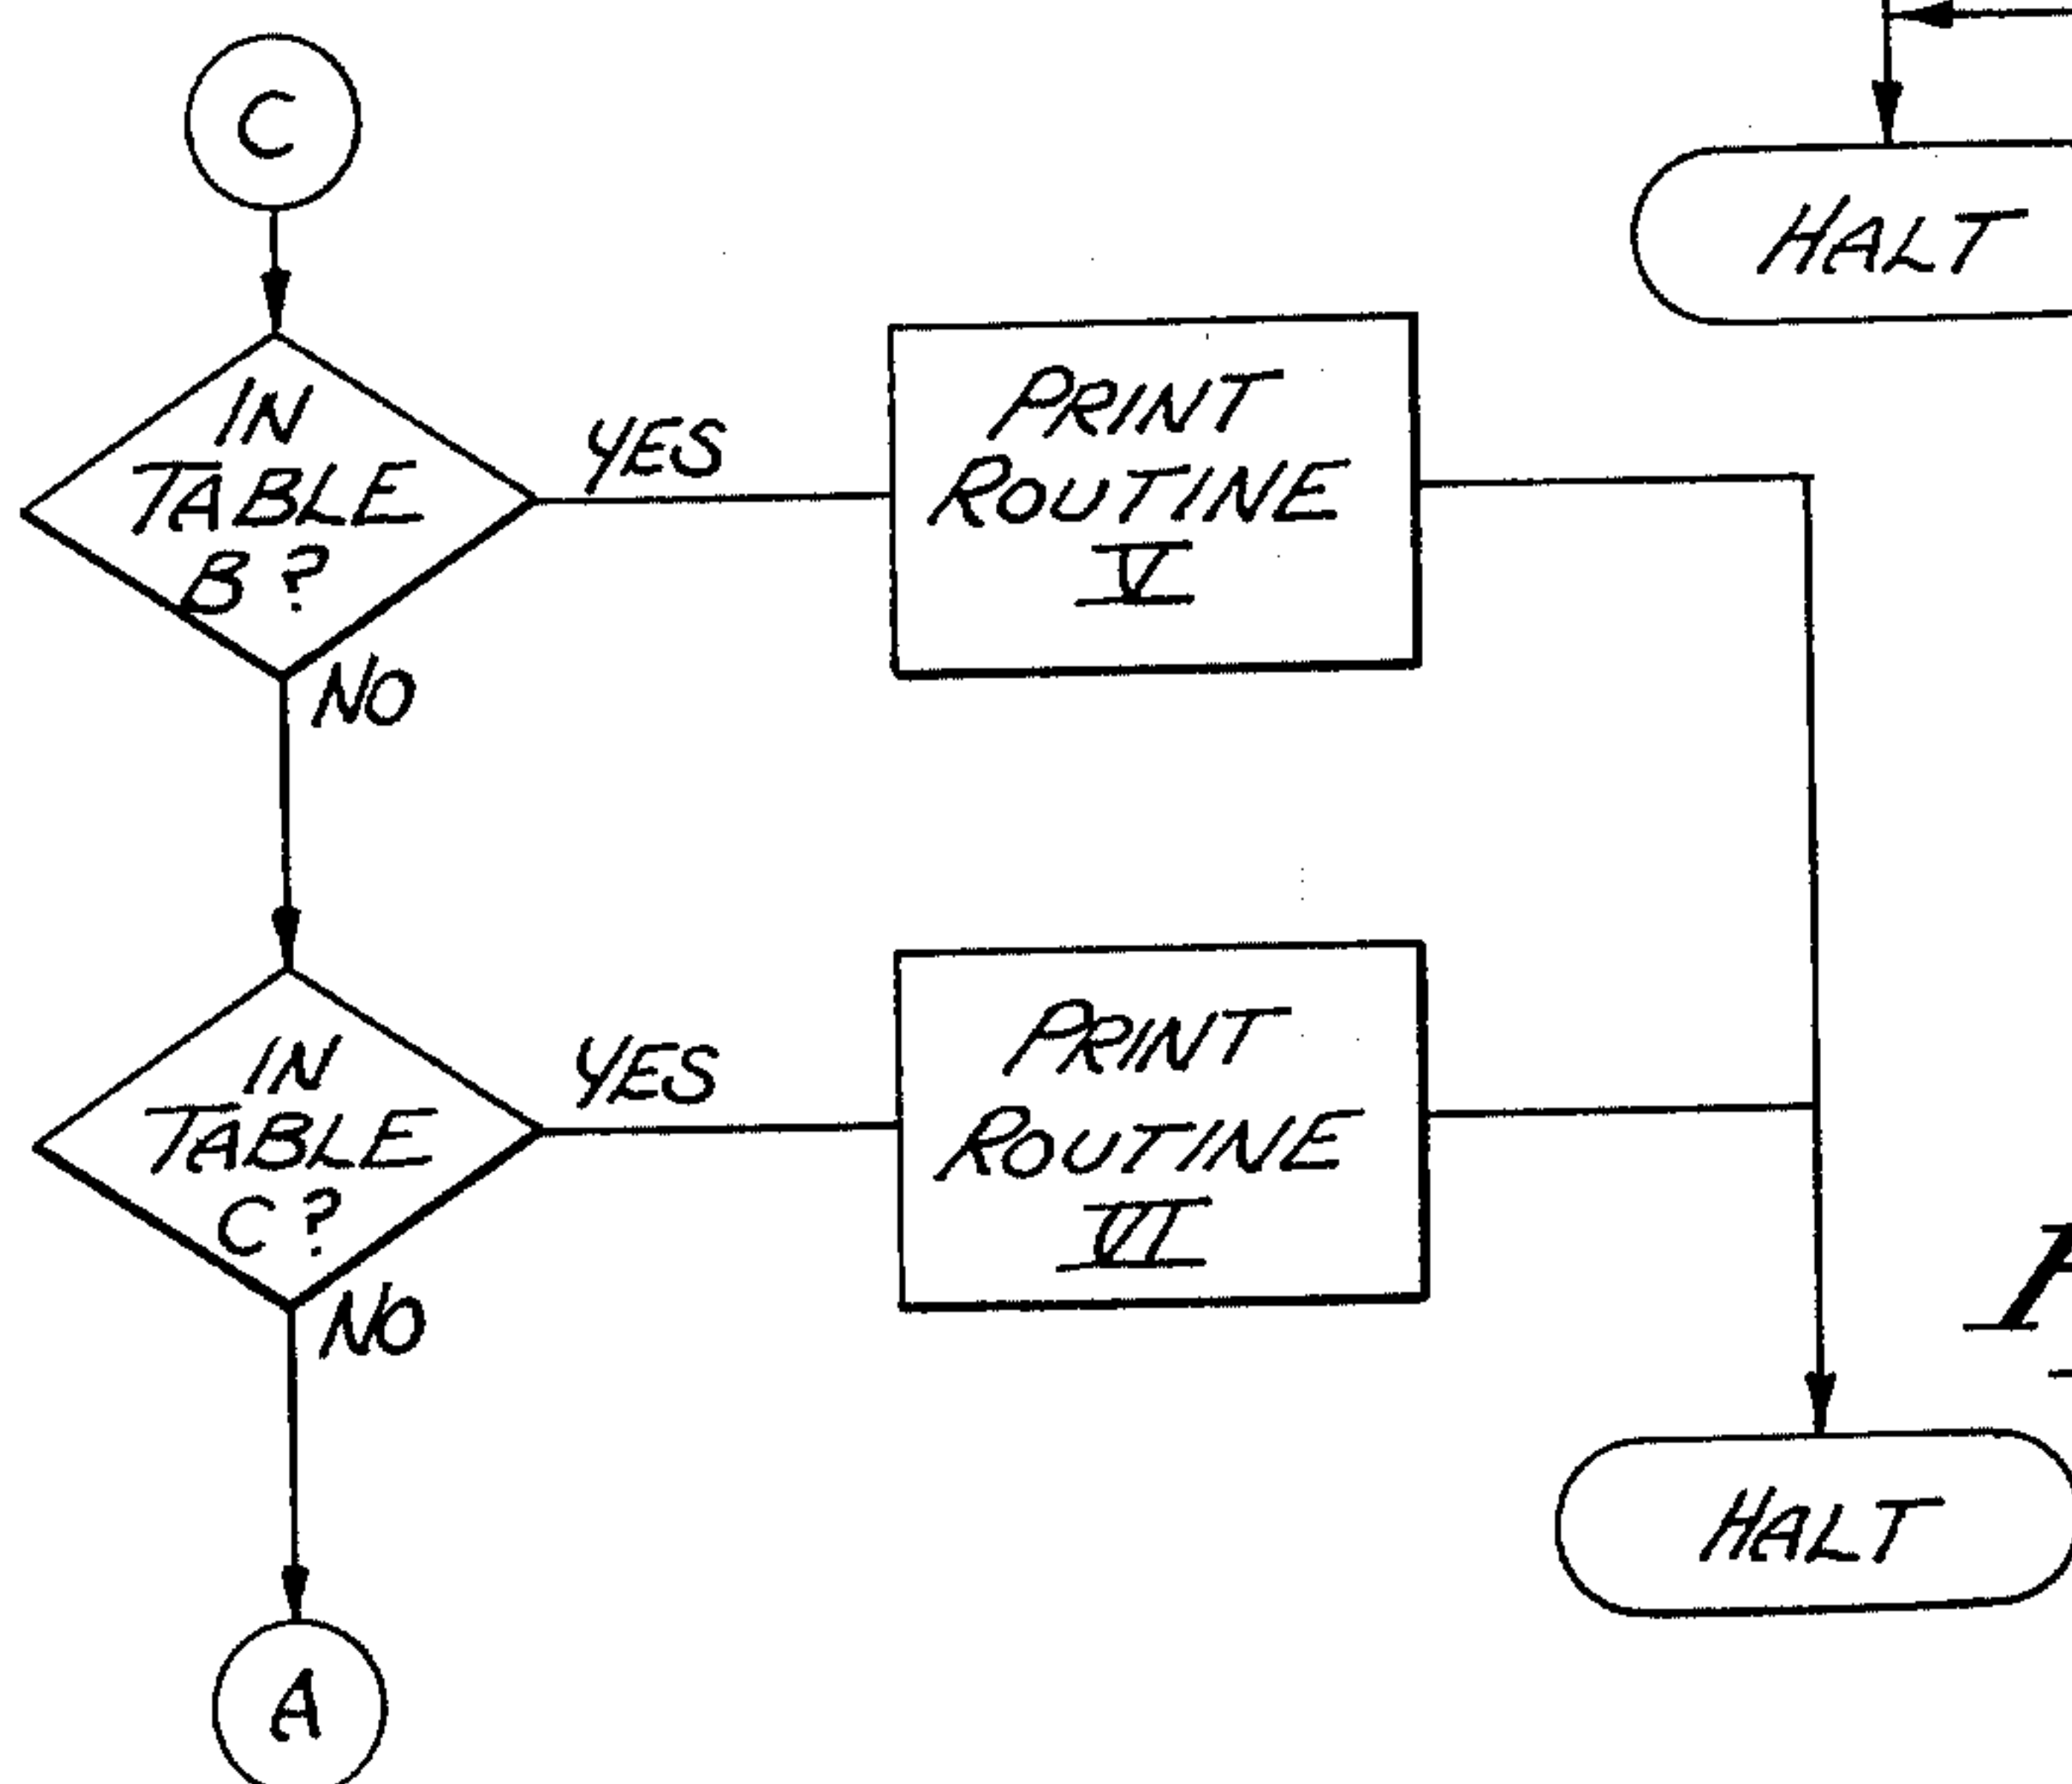 C
HALT
IN
TABLE
B?
YES
PRINT
ROUTINE
V
NO
IN
TABLE
C?
YES
PRINT
ROUTINE
VI
NO
HALT
A